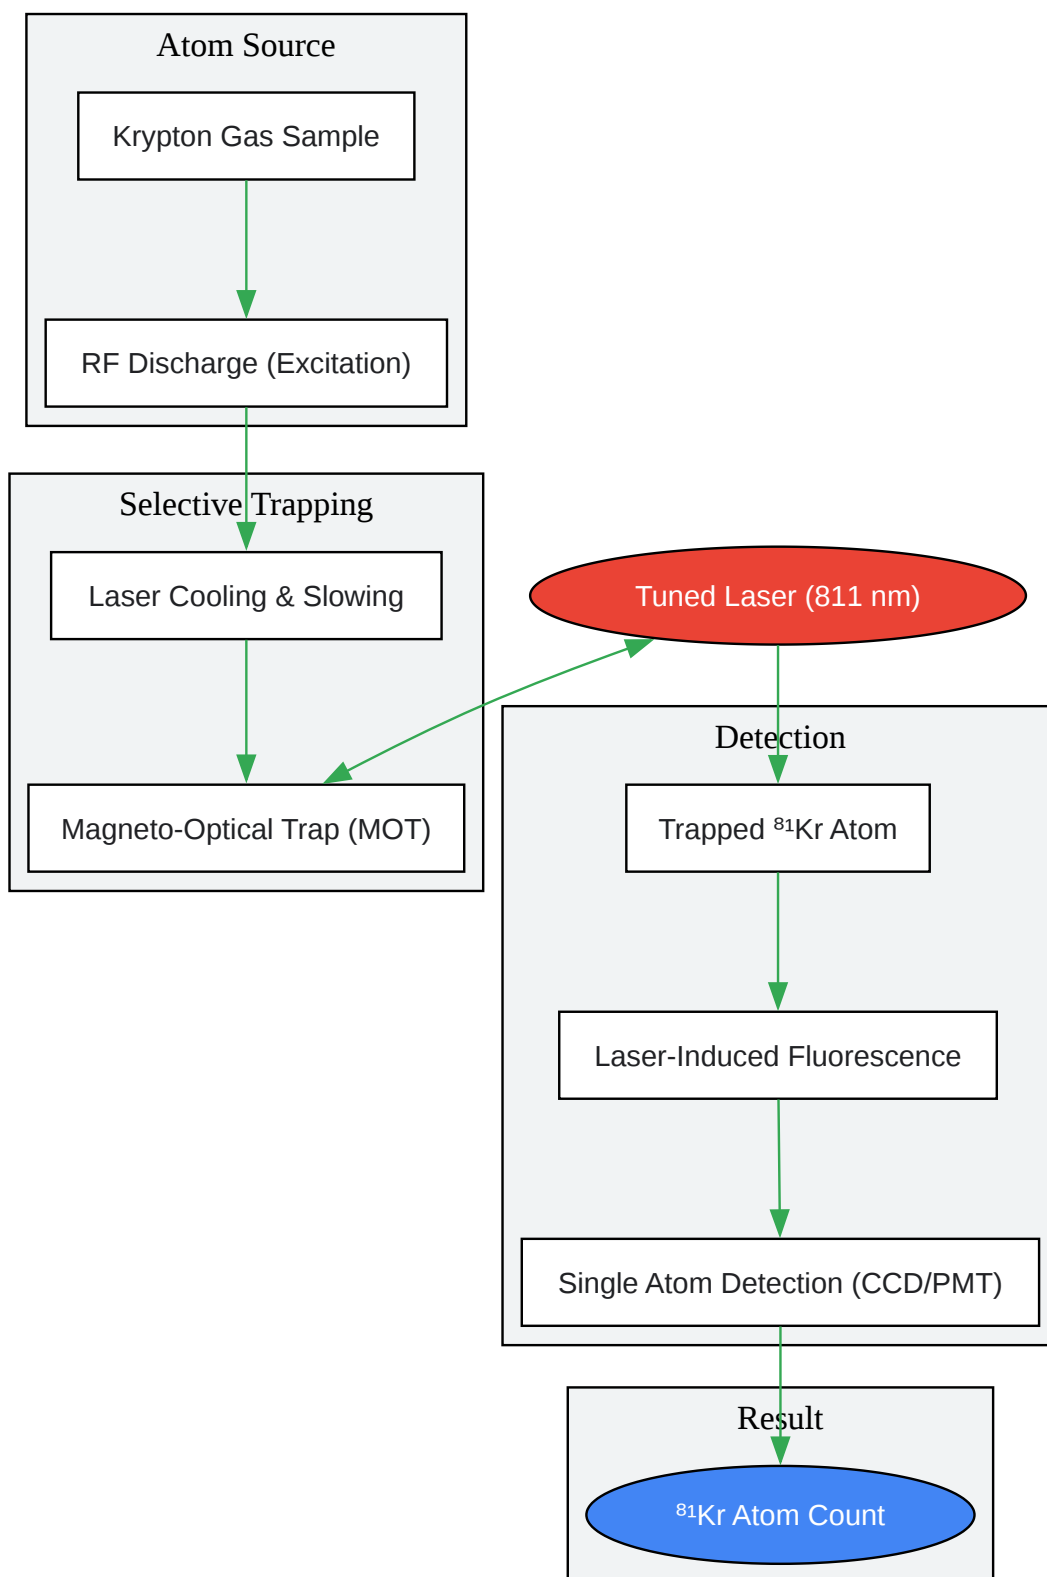 Atom Source
Krypton Gas Sample
RF Discharge (Excitation)
Selective Trapping
Laser Cooling & Slowing
Tuned Laser (811 nm)
Magneto-Optical Trap (MOT)
Detection
Trapped ⁸¹Kr Atom
Laser-Induced Fluorescence
Single Atom Detection (CCD/PMT)
Result
⁸¹Kr Atom Count